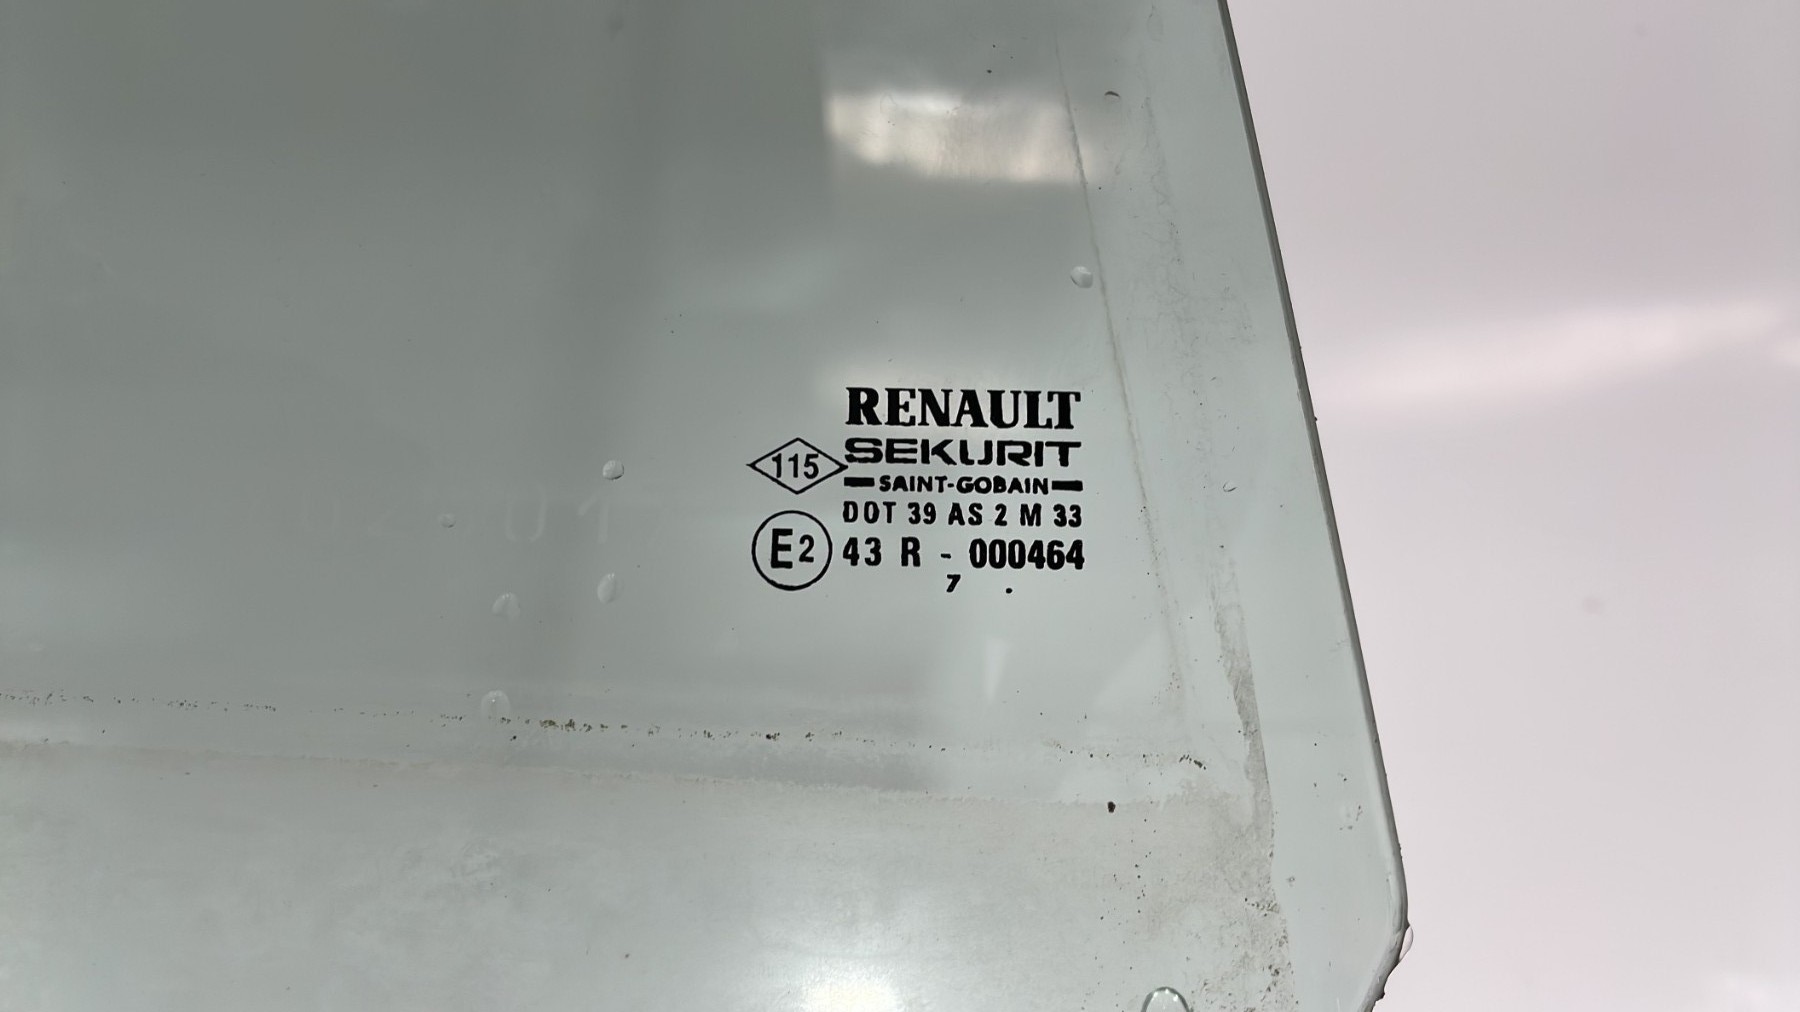 RENAULT
115
SEKURIT
SAINT-GOBAIN
DOT 39 AS 2 M 33
E2
43 R - 000464
7 .